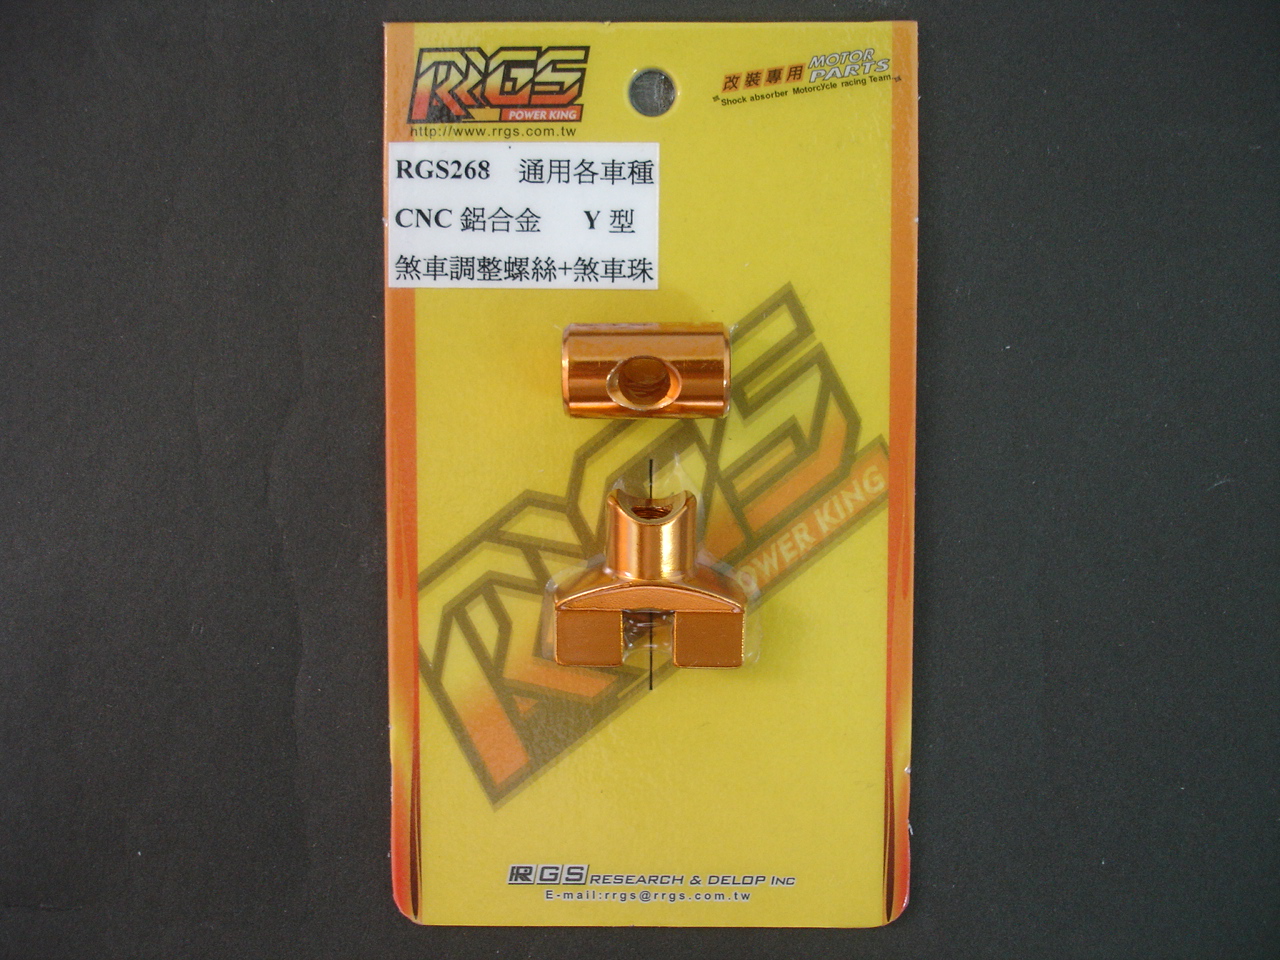 RRGS
POWER KING
http://www.rrgs.com.tw
改裝專用 MOTOR PARTS
"Shock absorber Motorcycle racing Team"
RGS268 通用各車種
CNC 鋁合金 Y 型
煞車調整螺絲+煞車珠
RRGS
POWER KING
RRGS RESEARCH & DELOP INC
E-mail:rrgs@rrgs.com.tw